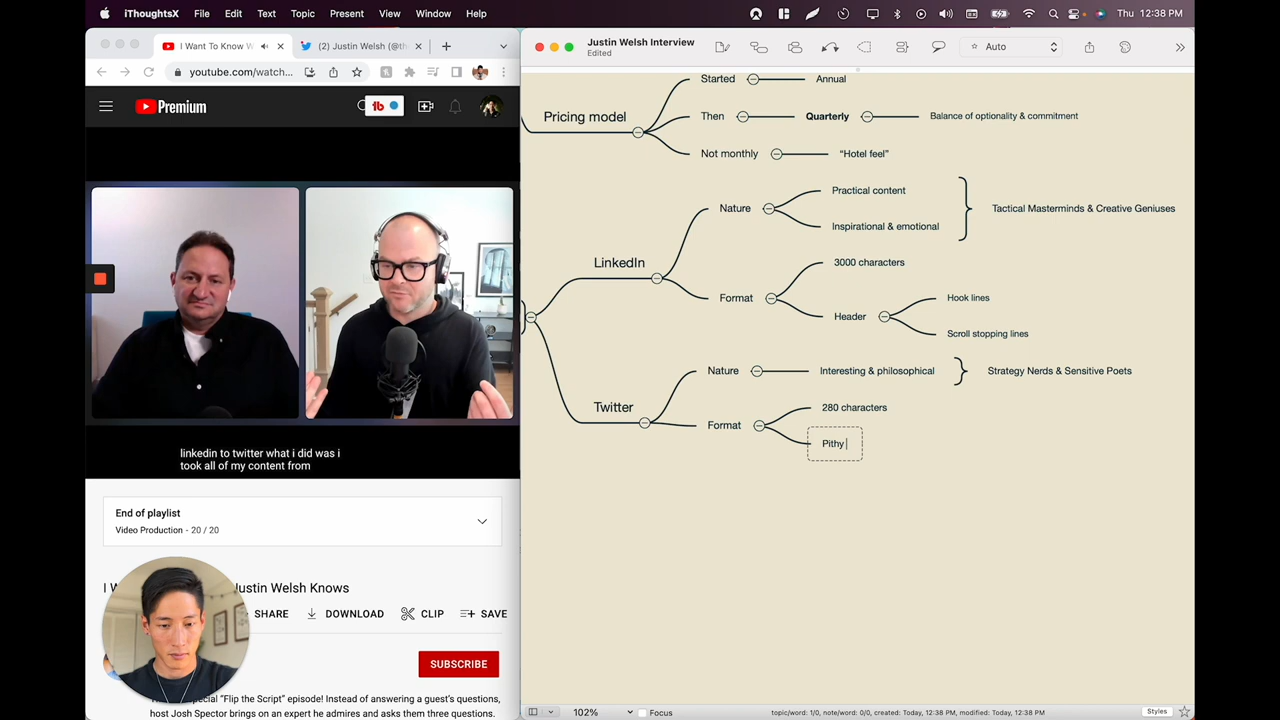 iThoughtsX File Edit Text Topic Present View Window Help
Thu 12:38 PM
I Want To Know W
(2) Justin Welsh (@th
youtube.com/watch...
Premium
linkedin to twitter what i did was i
took all of my content from
End of playlist
Video Production - 20 / 20
Justin Welsh Knows
SHARE DOWNLOAD CLIP SAVE
SUBSCRIBE
special “Flip the Script” episode! Instead of answering a guest's questions,
host Josh Spector brings on an expert he admires and asks them three questions.
Justin Welsh Interview
Edited
Auto
Pricing model
Started
Annual
Then
Quarterly
Balance of optionality & commitment
Not monthly
“Hotel feel”
LinkedIn
Nature
Practical content
Inspirational & emotional
Tactical Masterminds & Creative Geniuses
Format
3000 characters
Header
Hook lines
Scroll stopping lines
Twitter
Nature
Interesting & philosophical
Strategy Nerds & Sensitive Poets
Format
280 characters
Pithy
102%
Focus
topic/word: 1/0, note/word: 0/0, created: Today, 12:38 PM, modified: Today, 12:38 PM
Styles